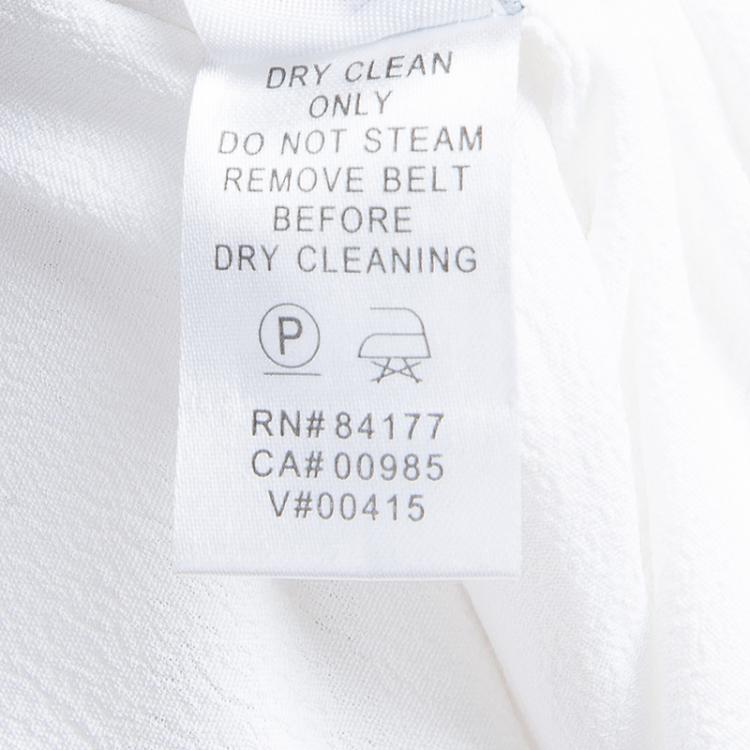 DRY CLEAN
ONLY
DO NOT STEAM
REMOVE BELT
BEFORE
DRY CLEANING
P
RN# 84177
CA# 00985
V#00415